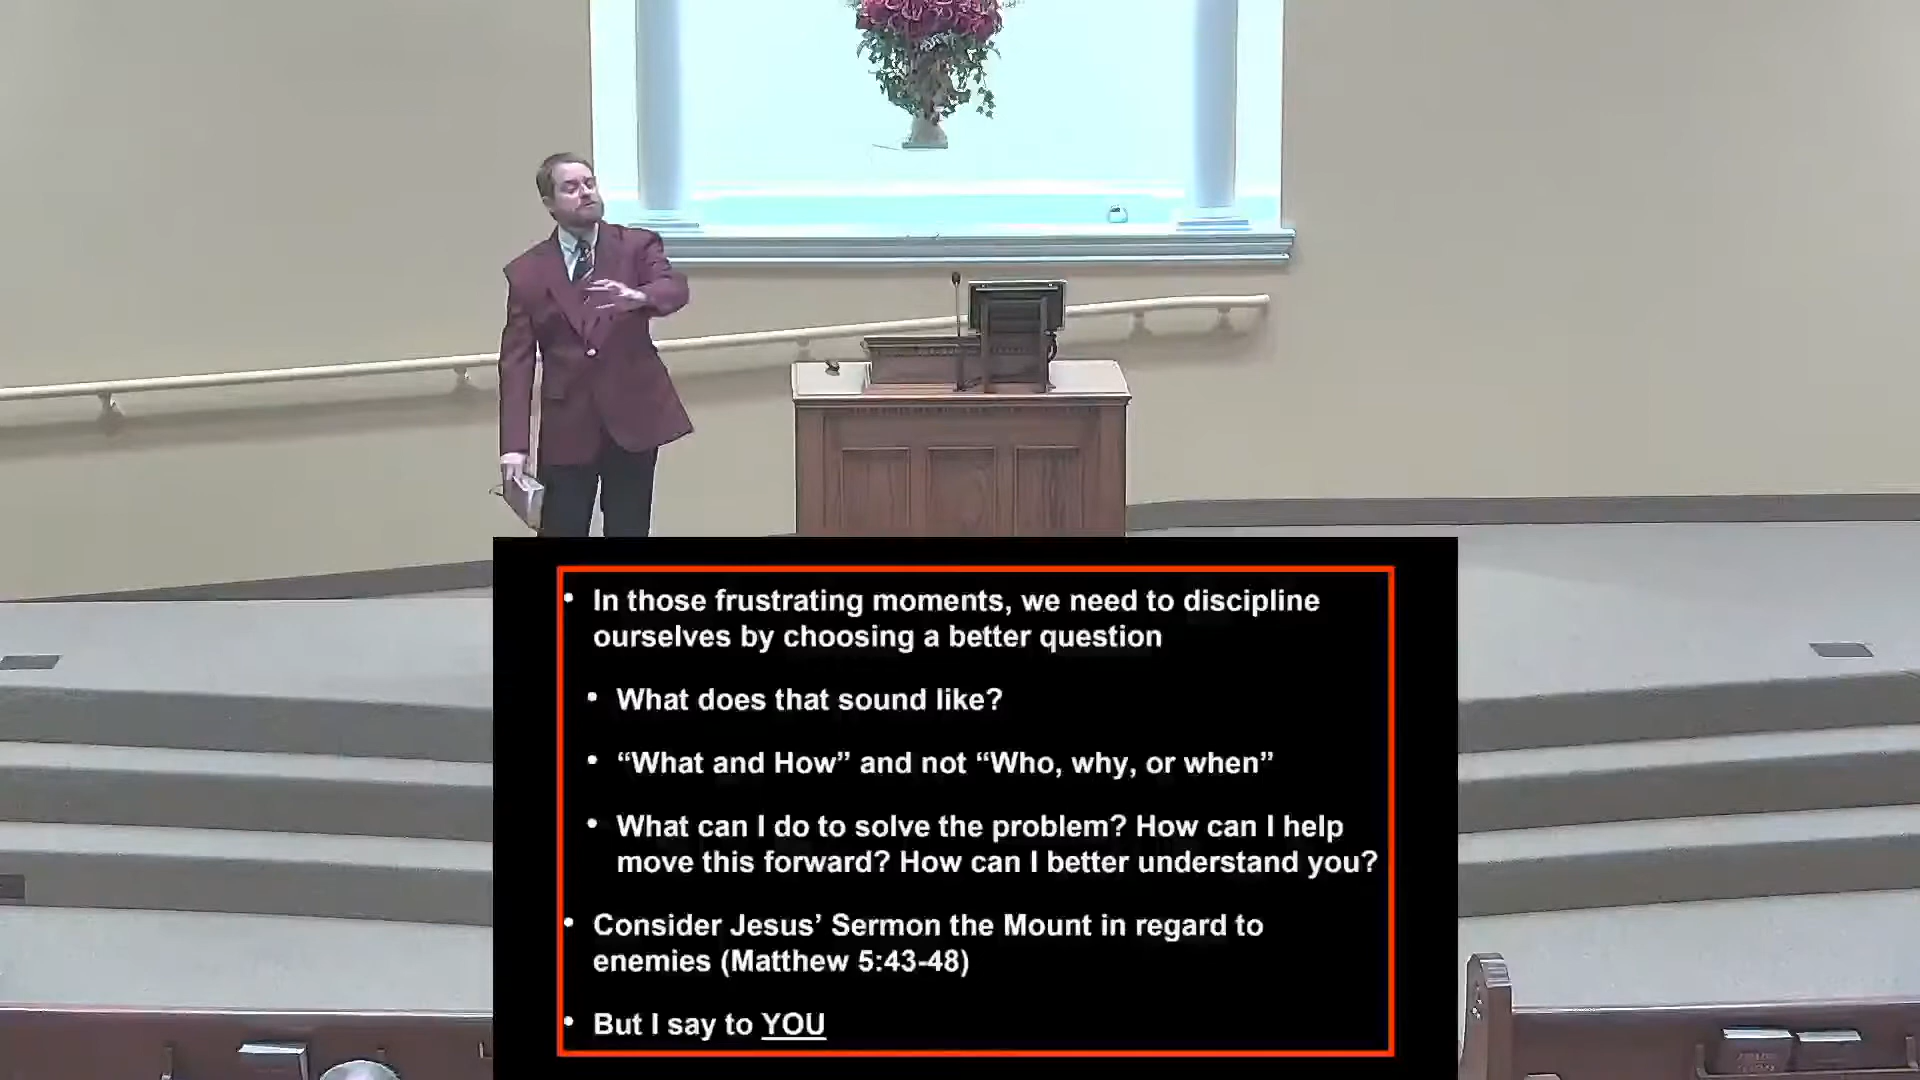 • In those frustrating moments, we need to discipline
ourselves by choosing a better question
• What does that sound like?
• “What and How” and not “Who, why, or when”
• What can I do to solve the problem? How can I help
move this forward? How can I better understand you?
• Consider Jesus’ Sermon the Mount in regard to
enemies (Matthew 5:43-48)
• But I say to YOU